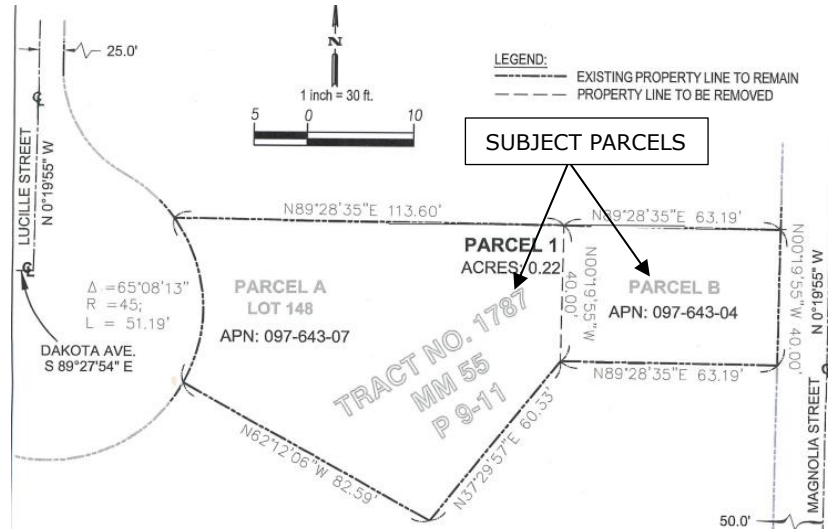 25.0'
N
1 inch = 30 ft.
5 0 10
LEGEND:
EXISTING PROPERTY LINE TO REMAIN
PROPERTY LINE TO BE REMOVED
SUBJECT PARCELS
LUCILLE STREET
N 0°19'55" W
N89°28'35"E 113.60'
N89°28'35"E 63.19'
PARCEL 1
ACRES: 0.22
N00°19'55"W
40.00'
PARCEL A
LOT 148
APN: 097-643-07
PARCEL B
APN: 097-643-04
N00°19'55"W 40.00'
N 0°19'55" W
Δ =65°08'13"
R =45;
L = 51.19'
DAKOTA AVE.
S 89°27'54" E
TRACT NO. 1787
MM 55
P 9-11
N89°28'35"E 63.19'
N62°12'06"W 82.59'
N37°29'57"E 60.53'
MAGNOLIA STREET
50.0'